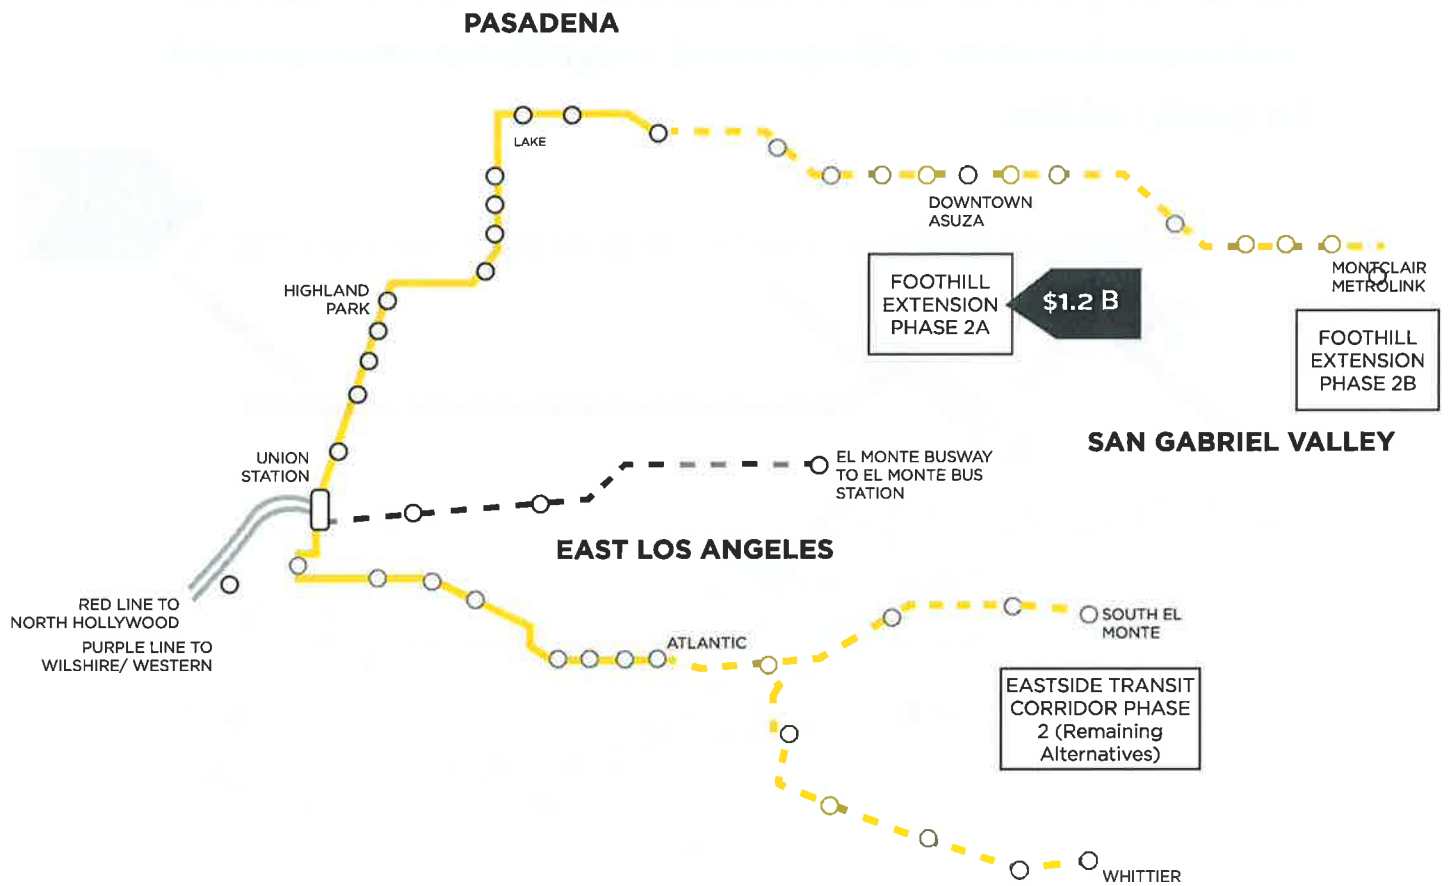 PASADENA
LAKE
DOWNTOWN
ASUZA
HIGHLAND
PARK
FOOTHILL
EXTENSION
PHASE 2A
$1.2 B
MONTCLAIR
METROLINK
FOOTHILL
EXTENSION
PHASE 2B
SAN GABRIEL VALLEY
UNION
STATION
EL MONTE BUSWAY
TO EL MONTE BUS
STATION
EAST LOS ANGELES
RED LINE TO
NORTH HOLLYWOOD
PURPLE LINE TO
WILSHIRE/ WESTERN
ATLANTIC
SOUTH EL
MONTE
EASTSIDE TRANSIT
CORRIDOR PHASE
2 (Remaining
Alternatives)
WHITTIER